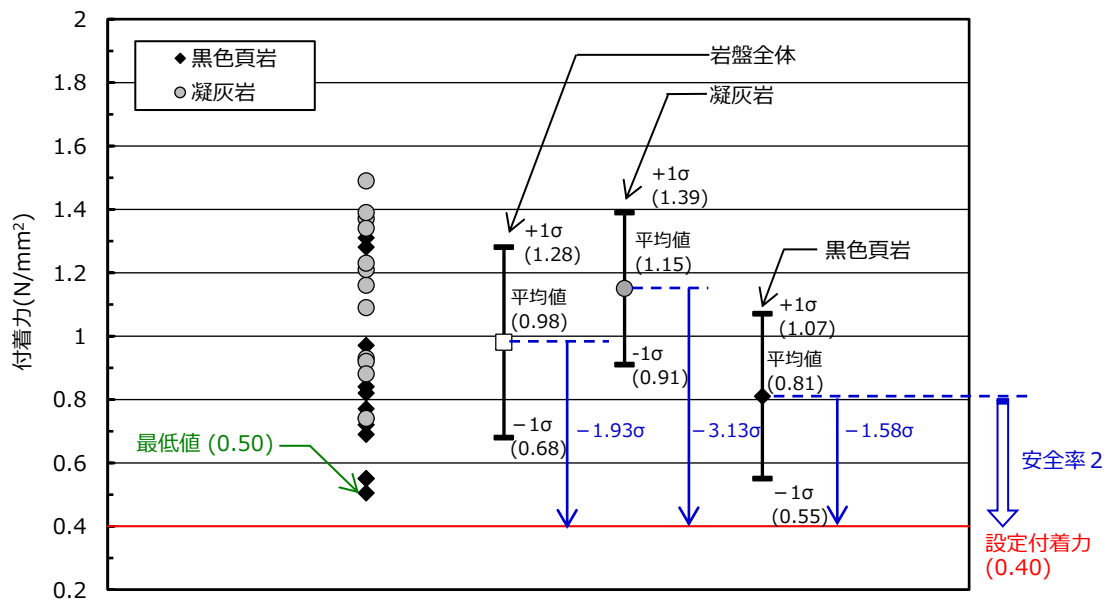 付着力(N/mm²)
2
1.8
1.6
1.4
1.2
1
0.8
0.6
0.4
0.2
黒色頁岩
凝灰岩
最低値 (0.50)
岩盤全体
+1σ
(1.28)
平均値
(0.98)
−1σ
(0.68)
−1.93σ
凝灰岩
+1σ
(1.39)
平均値
(1.15)
-1σ
(0.91)
−3.13σ
黒色頁岩
+1σ
(1.07)
平均値
(0.81)
−1σ
(0.55)
−1.58σ
安全率２
設定付着力
(0.40)